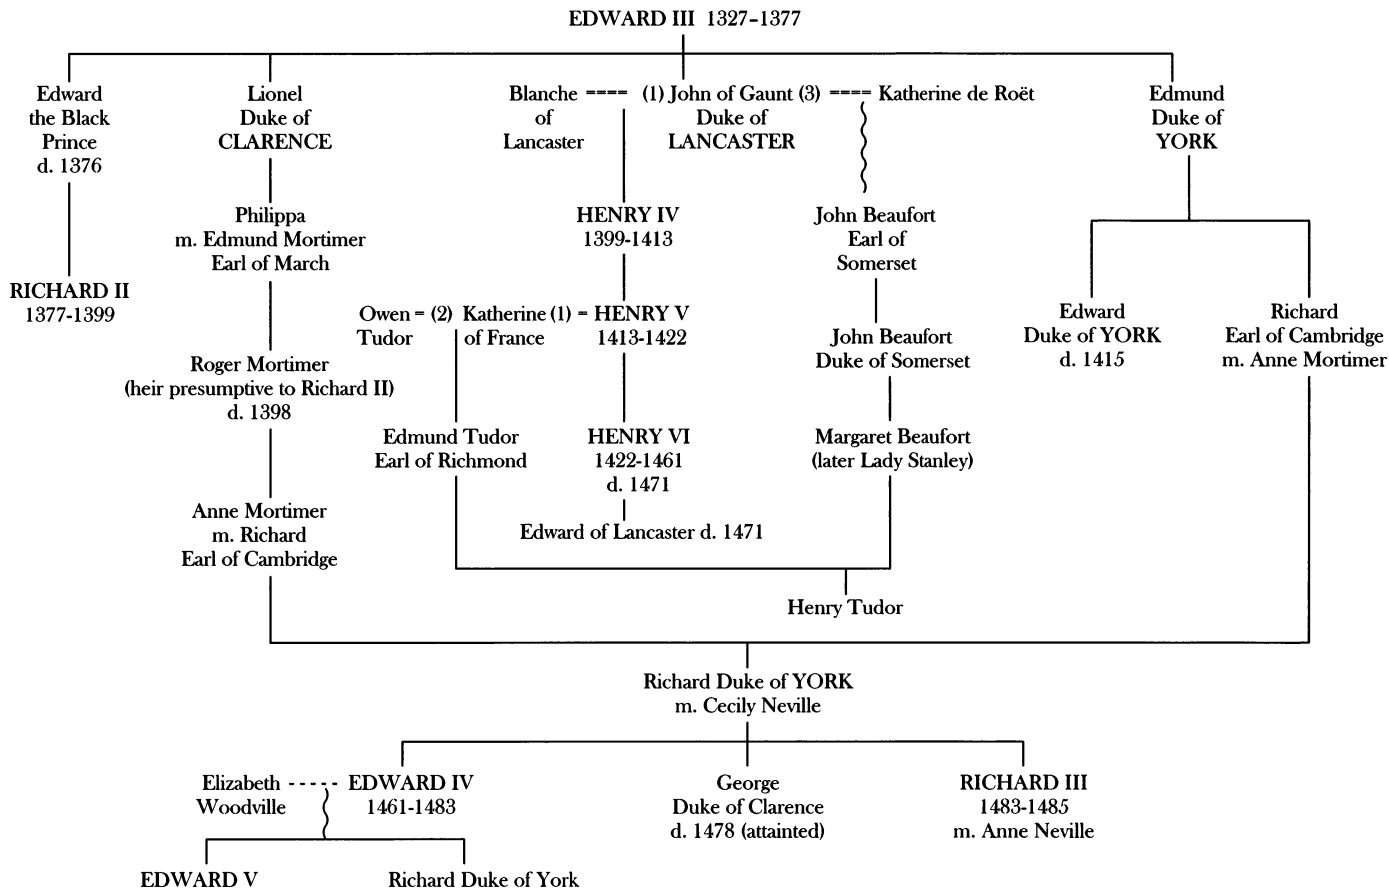 EDWARD III 1327–1377
Edward
the Black
Prince
d. 1376
Lionel
Duke of
CLARENCE
Blanche ==== (1) John of Gaunt (3) ==== Katherine de Roët
of
Lancaster
Duke of
LANCASTER
Edmund
Duke of
YORK
Philippa
m. Edmund Mortimer
Earl of March
HENRY IV
1399-1413
John Beaufort
Earl of
Somerset
RICHARD II
1377-1399
Owen = (2) Katherine (1) = HENRY V
Tudor
of France
1413-1422
John Beaufort
Duke of Somerset
Edward
Duke of YORK
d. 1415
Richard
Earl of Cambridge
m. Anne Mortimer
Roger Mortimer
(heir presumptive to Richard II)
d. 1398
Edmund Tudor
Earl of Richmond
HENRY VI
1422-1461
d. 1471
Margaret Beaufort
(later Lady Stanley)
Anne Mortimer
m. Richard
Earl of Cambridge
Edward of Lancaster d. 1471
Henry Tudor
Richard Duke of YORK
m. Cecily Neville
Elizabeth ----- EDWARD IV
Woodville
1461-1483
George
Duke of Clarence
d. 1478 (attainted)
RICHARD III
1483-1485
m. Anne Neville
EDWARD V
Richard Duke of York